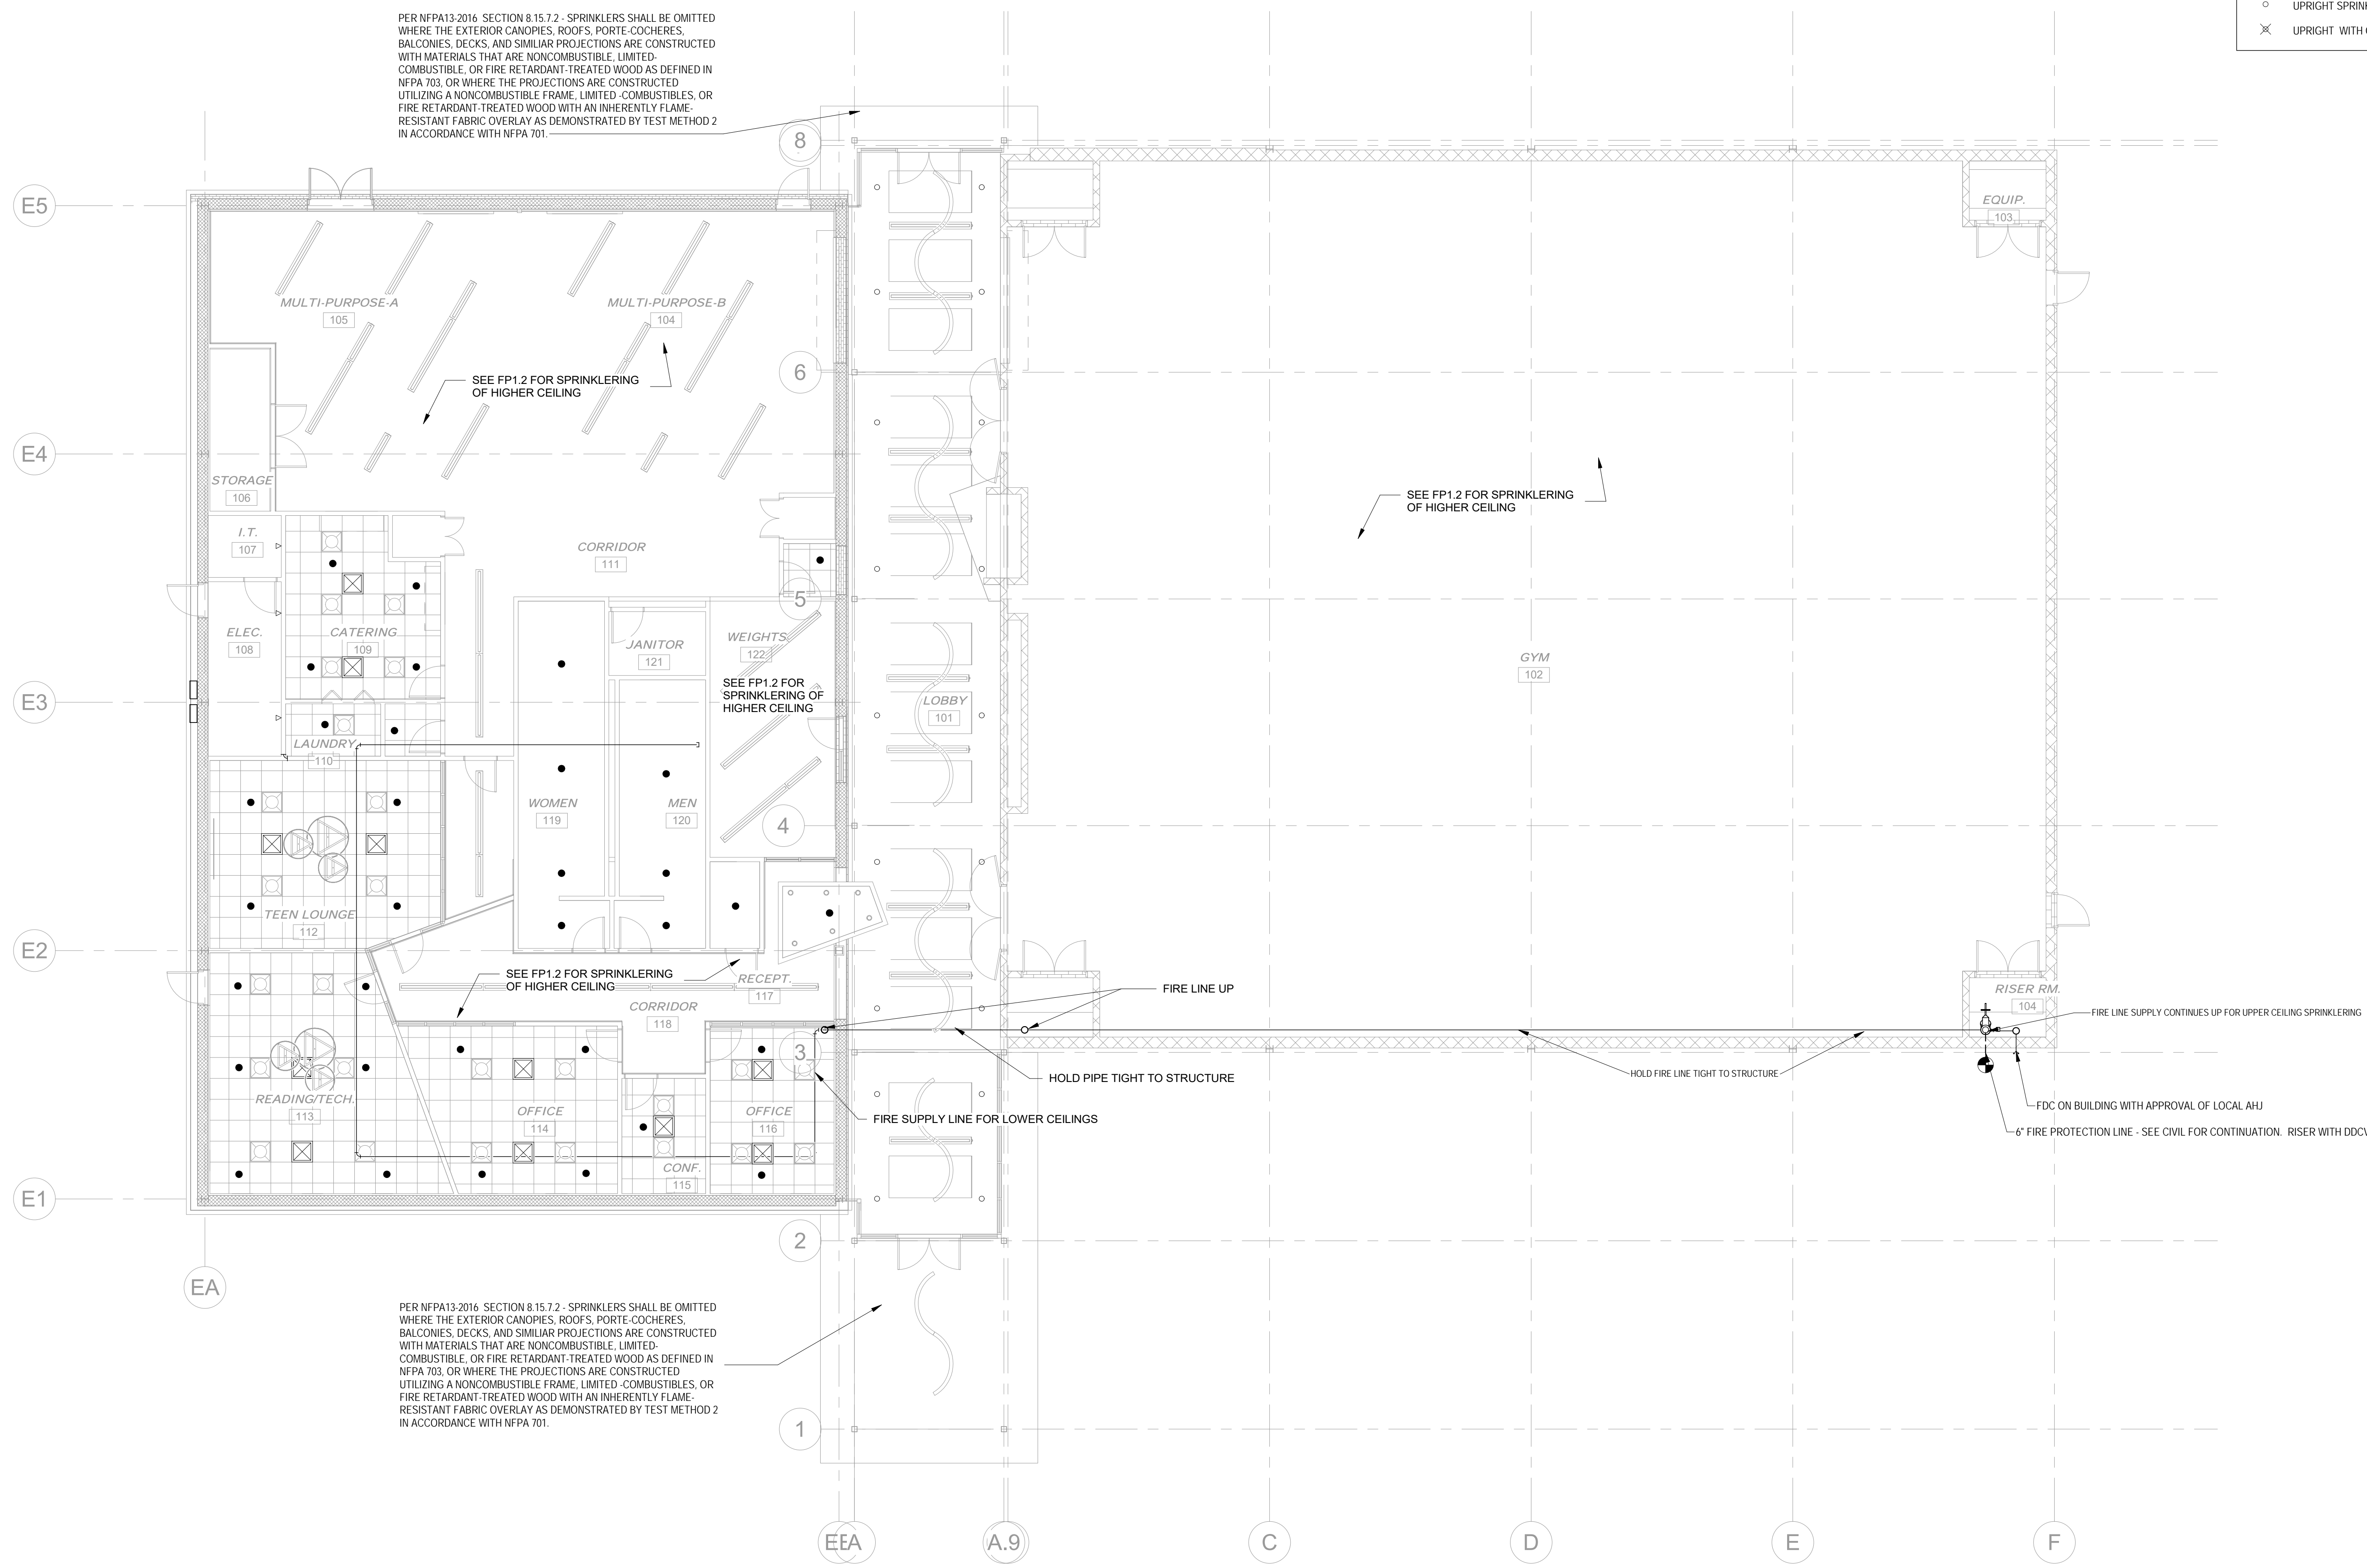 PER NFPA13-2016 SECTION 8.15.7.2 - SPRINKLERS SHALL BE OMITTED
WHERE THE EXTERIOR CANOPIES, ROOFS, PORTE-COCHERES,
BALCONIES, DECKS, AND SIMILIAR PROJECTIONS ARE CONSTRUCTED
WITH MATERIALS THAT ARE NONCOMBUSTIBLE, LIMITED-
COMBUSTIBLE, OR FIRE RETARDANT-TREATED WOOD AS DEFINED IN
NFPA 703, OR WHERE THE PROJECTIONS ARE CONSTRUCTED
UTILIZING A NONCOMBUSTIBLE FRAME, LIMITED -COMBUSTIBLES, OR
FIRE RETARDANT-TREATED WOOD WITH AN INHERENTLY FLAME-
RESISTANT FABRIC OVERLAY AS DEMONSTRATED BY TEST METHOD 2
IN ACCORDANCE WITH NFPA 701.
UPRIGHT
UPRIGHT WITH
8
E5
EQUIP.
103
MULTI-PURPOSE-A
105
MULTI-PURPOSE-B
104
6
SEE FP1.2 FOR SPRINKLERING
OF HIGHER CEILING
E4
STORAGE
106
SEE FP1.2 FOR SPRINKLERING
OF HIGHER CEILING
I.T.
107
CORRIDOR
111
5
ELEC.
108
CATERING
109
JANITOR
121
WEIGHTS
122
GYM
102
SEE FP1.2 FOR
SPRINKLERING OF
HIGHER CEILING
E3
LOBBY
101
LAUNDRY
110
WOMEN
119
MEN
120
4
TEEN LOUNGE
112
E2
SEE FP1.2 FOR SPRINKLERING
OF HIGHER CEILING
RECEPT.
117
CORRIDOR
118
FIRE LINE UP
RISER RM.
104
FIRE LINE SUPPLY CONTINUES UP FOR UPPER CEILING SPRINKLERING
3
HOLD PIPE TIGHT TO STRUCTURE
HOLD FIRE LINE TIGHT TO STRUCTURE
READING/TECH.
113
OFFICE
114
OFFICE
116
FIRE SUPPLY LINE FOR LOWER CEILINGS
FDC ON BUILDING WITH APPROVAL OF LOCAL AHJ
6" FIRE PROTECTION LINE - SEE CIVIL FOR CONTINUATION. RISER WITH
CONF.
115
E1
2
EA
PER NFPA13-2016 SECTION 8.15.7.2 - SPRINKLERS SHALL BE OMITTED
WHERE THE EXTERIOR CANOPIES, ROOFS, PORTE-COCHERES,
BALCONIES, DECKS, AND SIMILIAR PROJECTIONS ARE CONSTRUCTED
WITH MATERIALS THAT ARE NONCOMBUSTIBLE, LIMITED-
COMBUSTIBLE, OR FIRE RETARDANT-TREATED WOOD AS DEFINED IN
NFPA 703, OR WHERE THE PROJECTIONS ARE CONSTRUCTED
UTILIZING A NONCOMBUSTIBLE FRAME, LIMITED -COMBUSTIBLES, OR
FIRE RETARDANT-TREATED WOOD WITH AN INHERENTLY FLAME-
RESISTANT FABRIC OVERLAY AS DEMONSTRATED BY TEST METHOD 2
IN ACCORDANCE WITH NFPA 701.
1
A
A.9
C
D
E
F